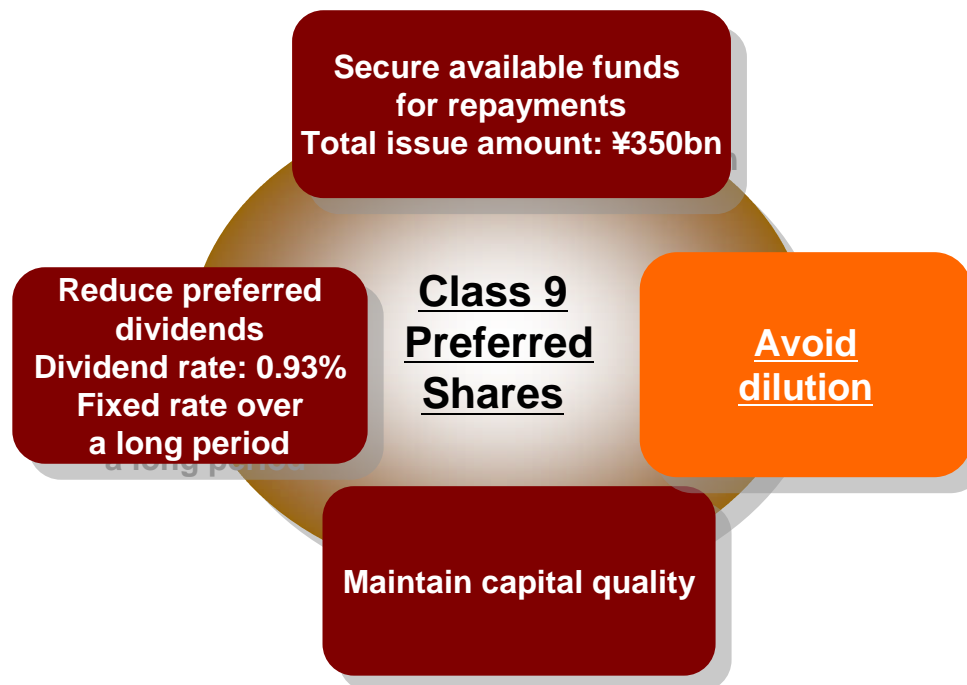 Secure available funds
for repayments
Total issue amount: ¥350bn
Reduce preferred
dividends
Dividend rate: 0.93%
Fixed rate over
a long period
Class 9
Preferred
Shares
Avoid
dilution
Maintain capital quality